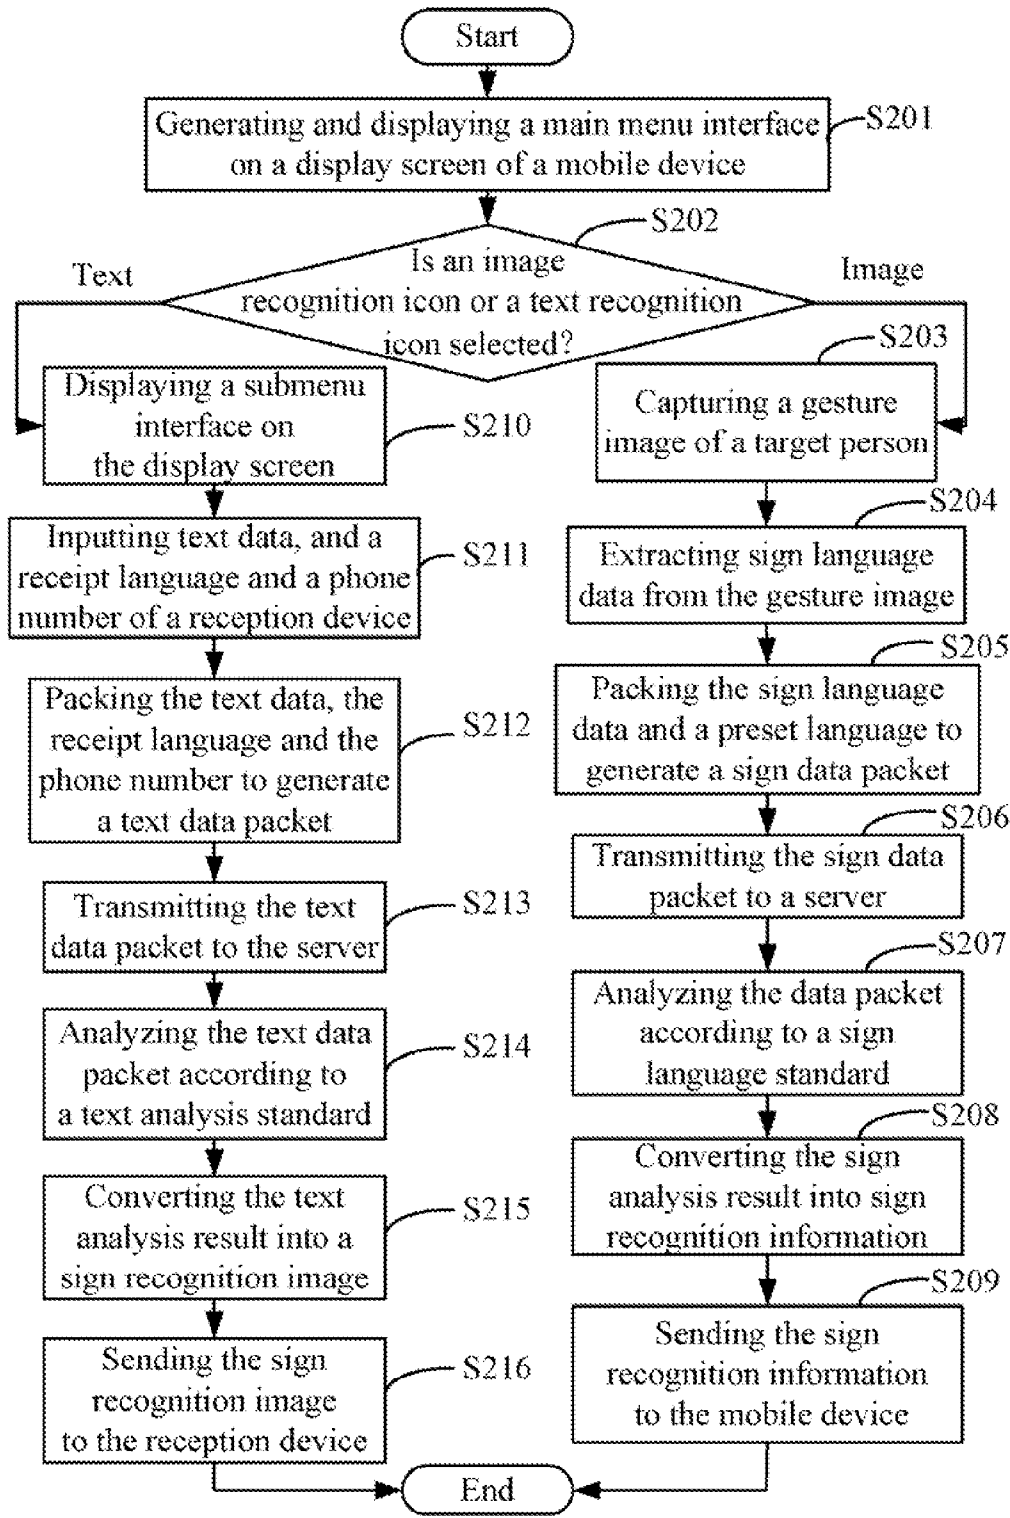 Start
Generating and displaying a main menu interface
on a display screen of a mobile device
S201
S202
Is an image
recognition icon or a text recognition
icon selected?
Text
Image
Displaying a submenu
interface on
the display screen
S210
Inputting text data, and a
receipt language and a phone
number of a reception device
S211
Packing the text data, the
receipt language and the
phone number to generate
a text data packet
S212
Transmitting the text
data packet to the server
S213
Analyzing the text data
packet according to
a text analysis standard
S214
Converting the text
analysis result into a
sign recognition image
S215
Sending the sign
recognition image
to the reception device
S216
S203
Capturing a gesture
image of a target person
S204
Extracting sign language
data from the gesture image
S205
Packing the sign language
data and a preset language to
generate a sign data packet
S206
Transmitting the sign data
packet to a server
S207
Analyzing the data packet
according to a sign
language standard
S208
Converting the sign
analysis result into sign
recognition information
S209
Sending the sign
recognition information
to the mobile device
End